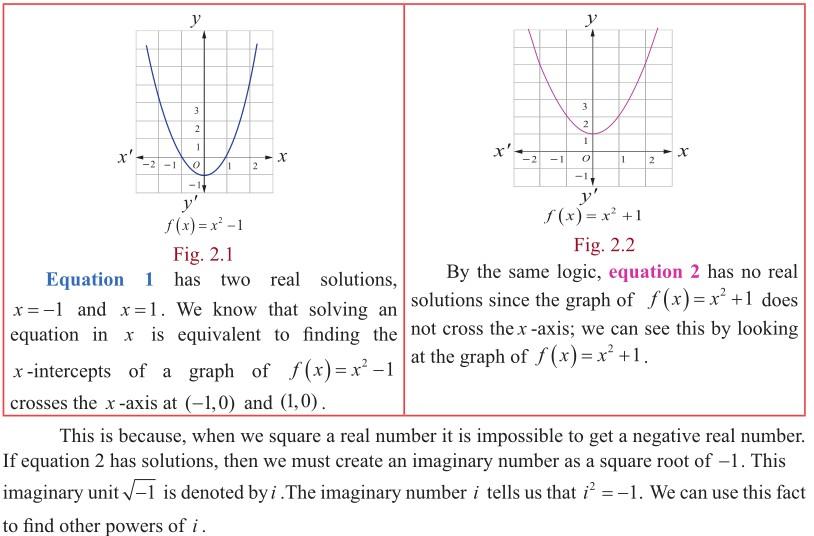 y
3
2
1
x′ −2 −1 O 1 2 x
−1
y′
f(x)=x² −1
Fig. 2.1
Equation 1 has two real solutions,
x=−1 and x=1. We know that solving an
equation in x is equivalent to finding the
x-intercepts of a graph of f(x)=x² −1
crosses the x-axis at (−1,0) and (1,0).
y
3
2
1
x′ −2 −1 O 1 2 x
−1
y′
f(x)=x² +1
Fig. 2.2
By the same logic, equation 2 has no real
solutions since the graph of f(x)=x² +1 does
not cross the x-axis; we can see this by looking
at the graph of f(x)=x² +1.
This is because, when we square a real number it is impossible to get a negative real number.
If equation 2 has solutions, then we must create an imaginary number as a square root of −1. This
imaginary unit √−1 is denoted by i.The imaginary number i tells us that i² =−1. We can use this fact
to find other powers of i.